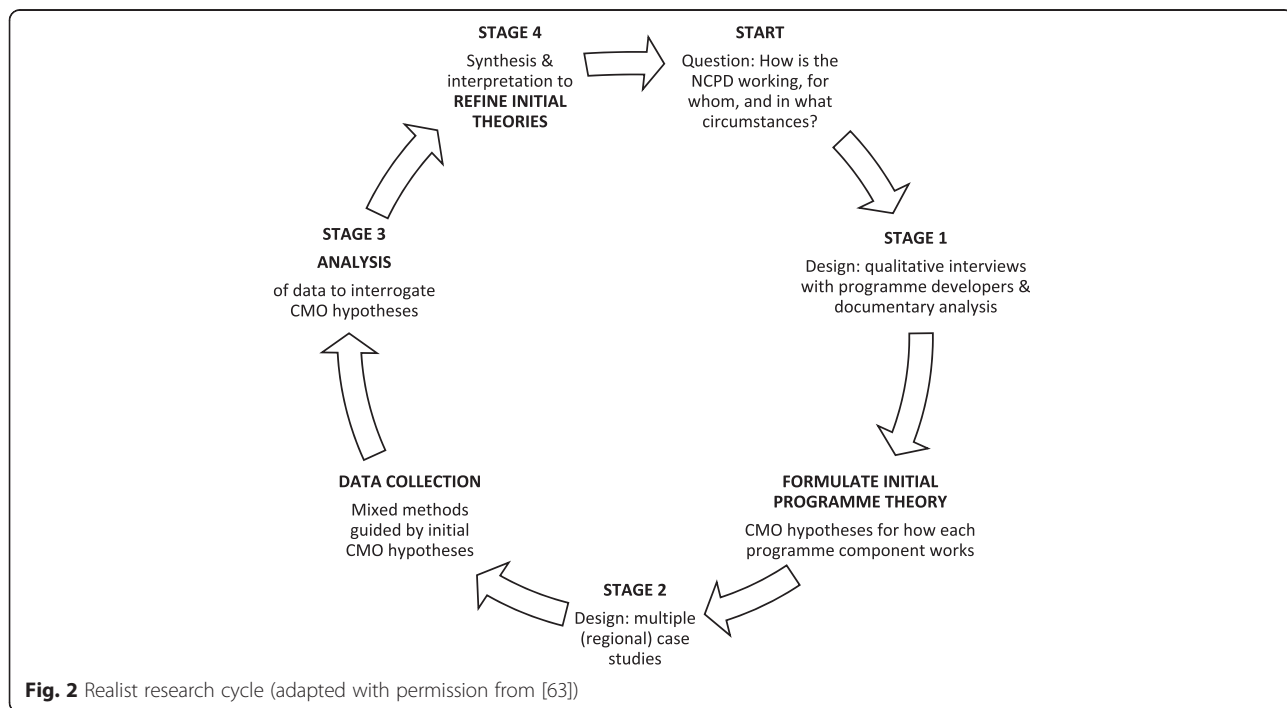 START
Question: How is the
NCPD working, for
whom, and in what
circumstances?
STAGE 1
Design: qualitative interviews
with programme developers &
documentary analysis
FORMULATE INITIAL
PROGRAMME THEORY
CMO hypotheses for how each
programme component works
STAGE 2
Design: multiple
(regional) case
studies
DATA COLLECTION
Mixed methods
guided by initial
CMO hypotheses
STAGE 3
ANALYSIS
of data to interrogate
CMO hypotheses
STAGE 4
Synthesis &
interpretation to
REFINE INITIAL
THEORIES
Fig. 2 Realist research cycle (adapted with permission from [63])